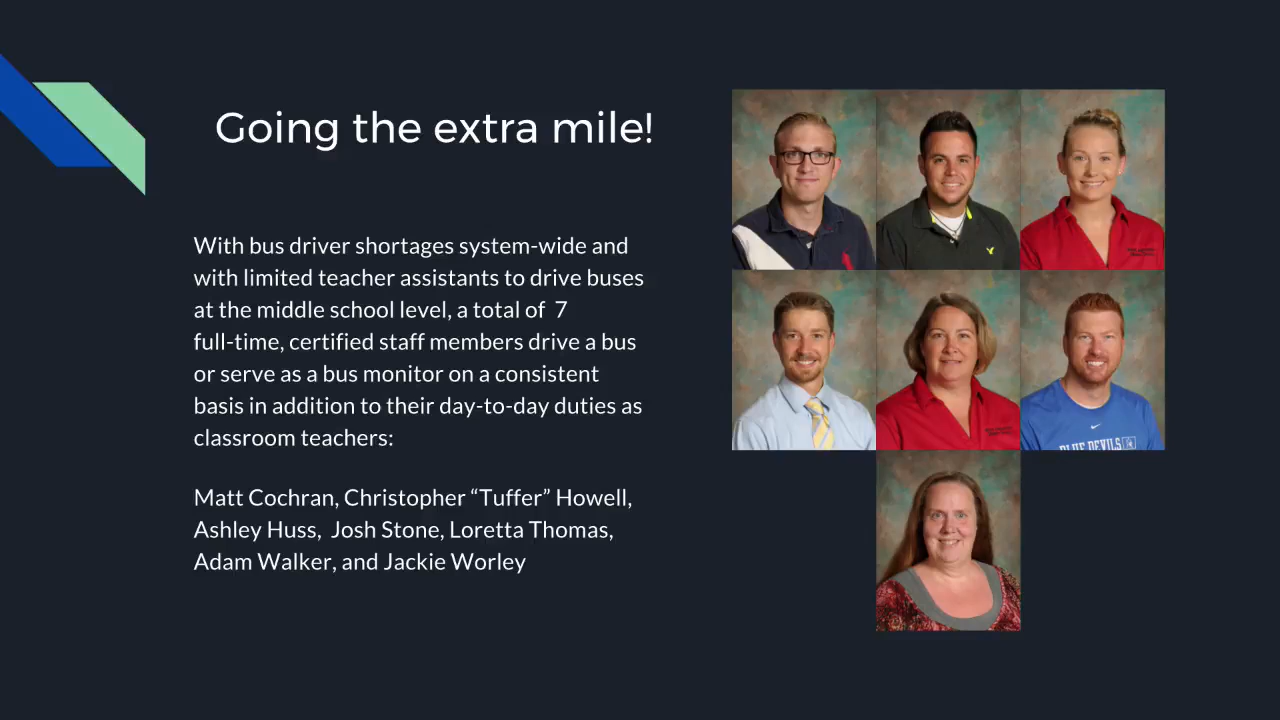 Going the extra mile!
With bus driver shortages system-wide and
with limited teacher assistants to drive buses
at the middle school level, a total of  7
full-time, certified staff members drive a bus
or serve as a bus monitor on a consistent
basis in addition to their day-to-day duties as
classroom teachers:
Matt Cochran, Christopher “Tuffer” Howell,
Ashley Huss,  Josh Stone, Loretta Thomas,
Adam Walker, and Jackie Worley
BLUE DEVILS